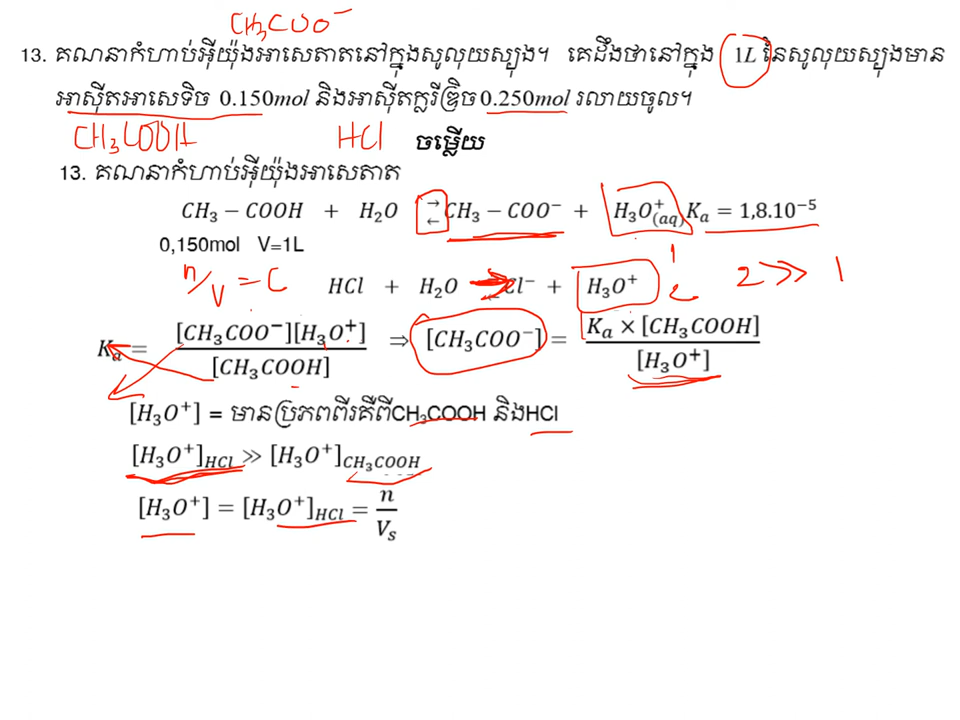 CH₃COO⁻
13. គណនាកំហាប់អ៊ីយ៉ុងអាសេតាតនៅក្នុងសូលុយស្យុង។ គេដឹងថានៅក្នុង 1L នៃសូលុយស្យុងមាន
អាស៊ីតអាសេទិច 0.150mol និងអាស៊ីតក្លរីឌ្រិច 0.250mol រលាយចូល។
CH₃COOH HCl ចម្លើយ
13. គណនាកំហាប់អ៊ីយ៉ុងអាសេតាត
CH₃ − COOH + H₂O ⇄ CH₃ − COO⁻ + H₃O⁺(aq) Kₐ = 1,8.10⁻⁵
0,150mol V=1L
n/V = C HCl + H₂O → Cl⁻ + H₃O⁺ 1 2 2 >> 1
Kₐ = [CH₃COO⁻][H₃O⁺] / [CH₃COOH] ⇒ [CH₃COO⁻] = Kₐ × [CH₃COOH] / [H₃O⁺]
[H₃O⁺] = មានប្រភពពីរគឺពីCH₃COOH និងHCl
[H₃O⁺]HCl ≫ [H₃O⁺]CH₃COOH
[H₃O⁺] = [H₃O⁺]HCl = n / Vₛ